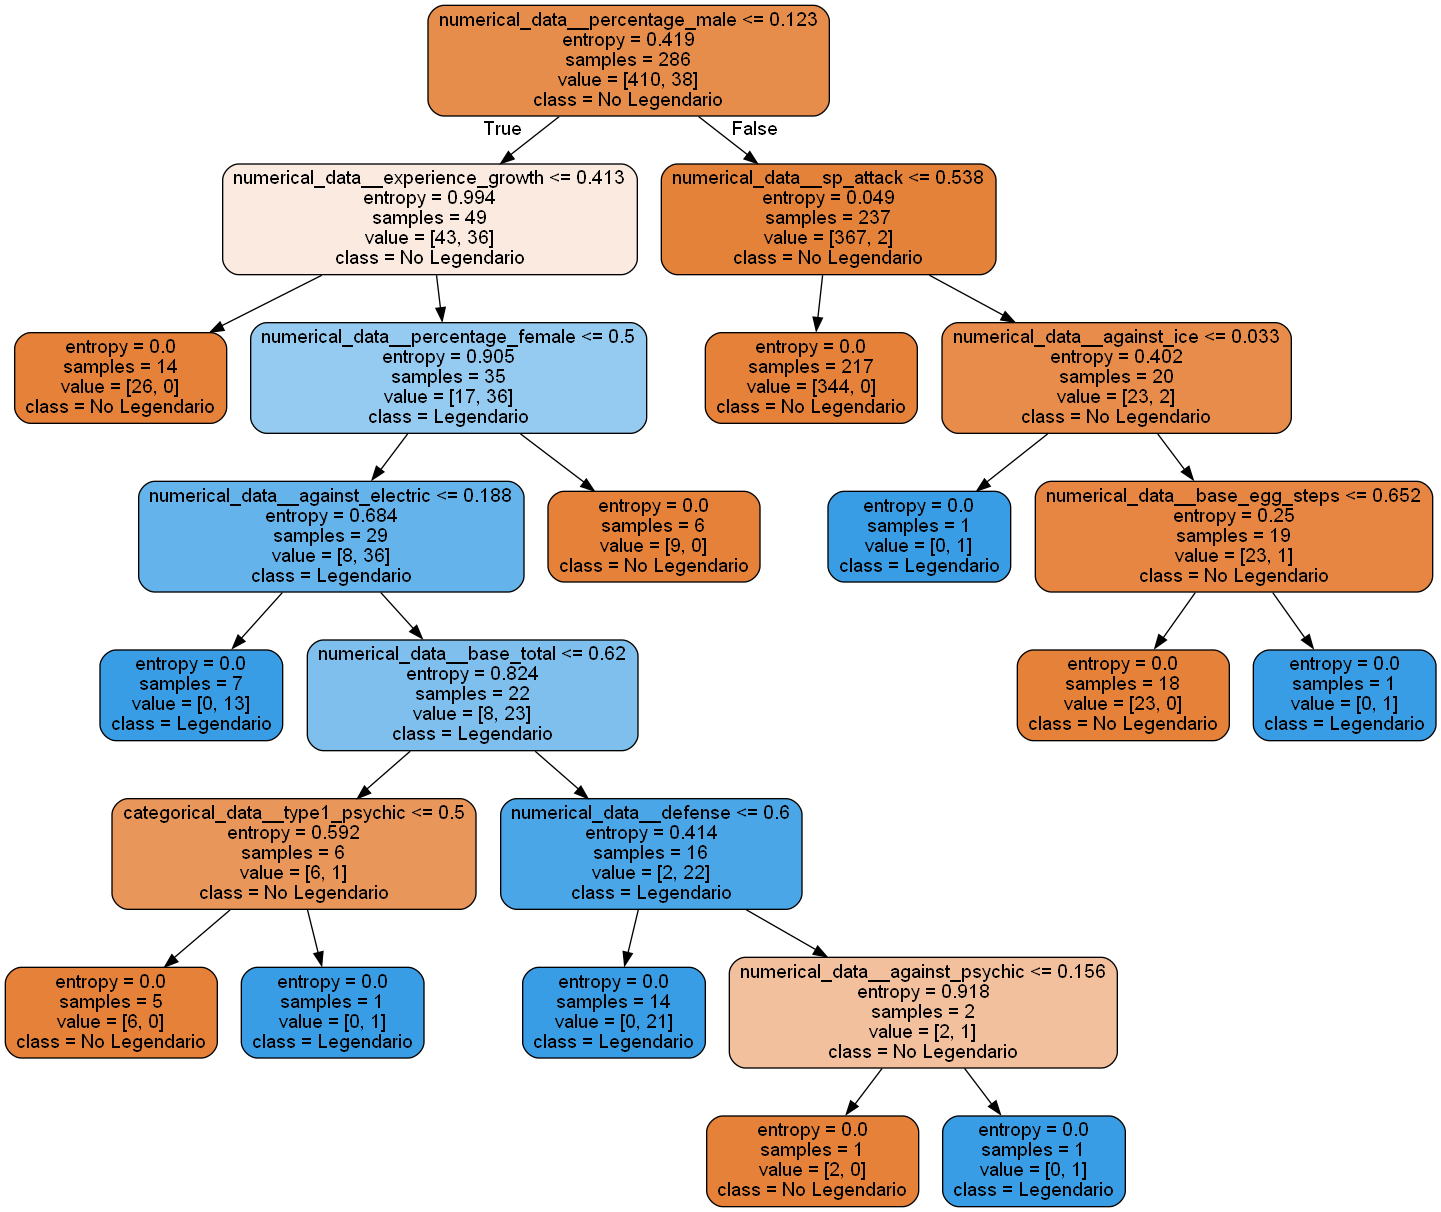 numerical_data__percentage_male <= 0.123
entropy = 0.419
samples = 286
value = [410, 38]
class = No Legendario
True
False
numerical_data__experience_growth <= 0.413
entropy = 0.994
samples = 49
value = [43, 36]
class = No Legendario
numerical_data__sp_attack <= 0.538
entropy = 0.049
samples = 237
value = [367, 2]
class = No Legendario
entropy = 0.0
samples = 14
value = [26, 0]
class = No Legendario
numerical_data__percentage_female <= 0.5
entropy = 0.905
samples = 35
value = [17, 36]
class = Legendario
entropy = 0.0
samples = 217
value = [344, 0]
class = No Legendario
numerical_data__against_ice <= 0.033
entropy = 0.402
samples = 20
value = [23, 2]
class = No Legendario
numerical_data__against_electric <= 0.188
entropy = 0.684
samples = 29
value = [8, 36]
class = Legendario
entropy = 0.0
samples = 6
value = [9, 0]
class = No Legendario
entropy = 0.0
samples = 1
value = [0, 1]
class = Legendario
numerical_data__base_egg_steps <= 0.652
entropy = 0.25
samples = 19
value = [23, 1]
class = No Legendario
entropy = 0.0
samples = 7
value = [0, 13]
class = Legendario
numerical_data__base_total <= 0.62
entropy = 0.824
samples = 22
value = [8, 23]
class = Legendario
entropy = 0.0
samples = 18
value = [23, 0]
class = No Legendario
entropy = 0.0
samples = 1
value = [0, 1]
class = Legendario
categorical_data__type1_psychic <= 0.5
entropy = 0.592
samples = 6
value = [6, 1]
class = No Legendario
numerical_data__defense <= 0.6
entropy = 0.414
samples = 16
value = [2, 22]
class = Legendario
entropy = 0.0
samples = 5
value = [6, 0]
class = No Legendario
entropy = 0.0
samples = 1
value = [0, 1]
class = Legendario
entropy = 0.0
samples = 14
value = [0, 21]
class = Legendario
numerical_data__against_psychic <= 0.156
entropy = 0.918
samples = 2
value = [2, 1]
class = No Legendario
entropy = 0.0
samples = 1
value = [2, 0]
class = No Legendario
entropy = 0.0
samples = 1
value = [0, 1]
class = Legendario